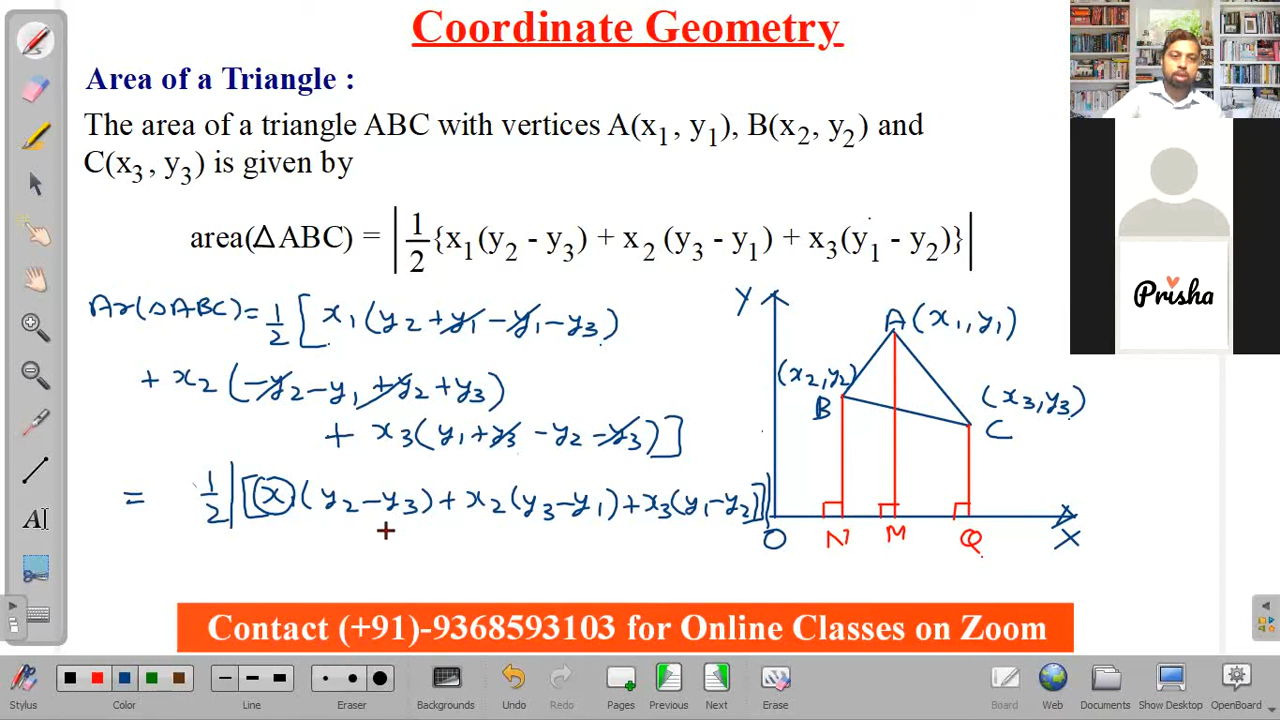 Coordinate Geometry
Area of a Triangle :
The area of a triangle ABC with vertices A(x₁ , y₁), B(x₂, y₂) and
C(x₃ , y₃) is given by
area(△ABC) = |1/2{x₁(y₂ - y₃) + x₂ (y₃ - y₁) + x₃(y₁ - y₂)}|
Ar(△ABC) = 1/2 [x₁(y₂ + y₁ - y₁ - y₃)
+ x₂ (-y₂ - y₁ + y₂ + y₃)
+ x₃(y₁ + y₃ - y₂ - y₃)]
= 1/2 |[x₁(y₂ - y₃) + x₂(y₃ - y₁) + x₃(y₁ - y₂)]|
Y
A(x₁, y₁)
(x₂, y₂)
B
(x₃, y₃)
C
O
N
M
Q
X
Prisha
Contact (+91)-9368593103 for Online Classes on Zoom
Stylus
Color
Line
Eraser
Backgrounds
Undo
Redo
Pages
Previous
Next
Erase
Board
Web
Documents
Show Desktop
OpenBoard